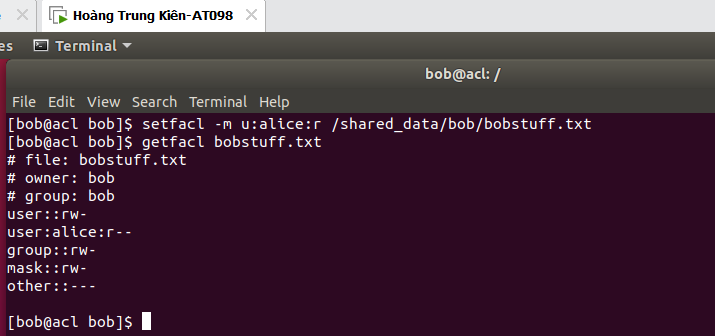 Hoàng Trung Kiên-AT098
es Terminal
bob@acl: /
File Edit View Search Terminal Help
[bob@acl bob]$ setfacl -m u:alice:r /shared_data/bob/bobstuff.txt
[bob@acl bob]$ getfacl bobstuff.txt
# file: bobstuff.txt
# owner: bob
# group: bob
user::rw-
user:alice:r--
group::rw-
mask::rw-
other::---
[bob@acl bob]$